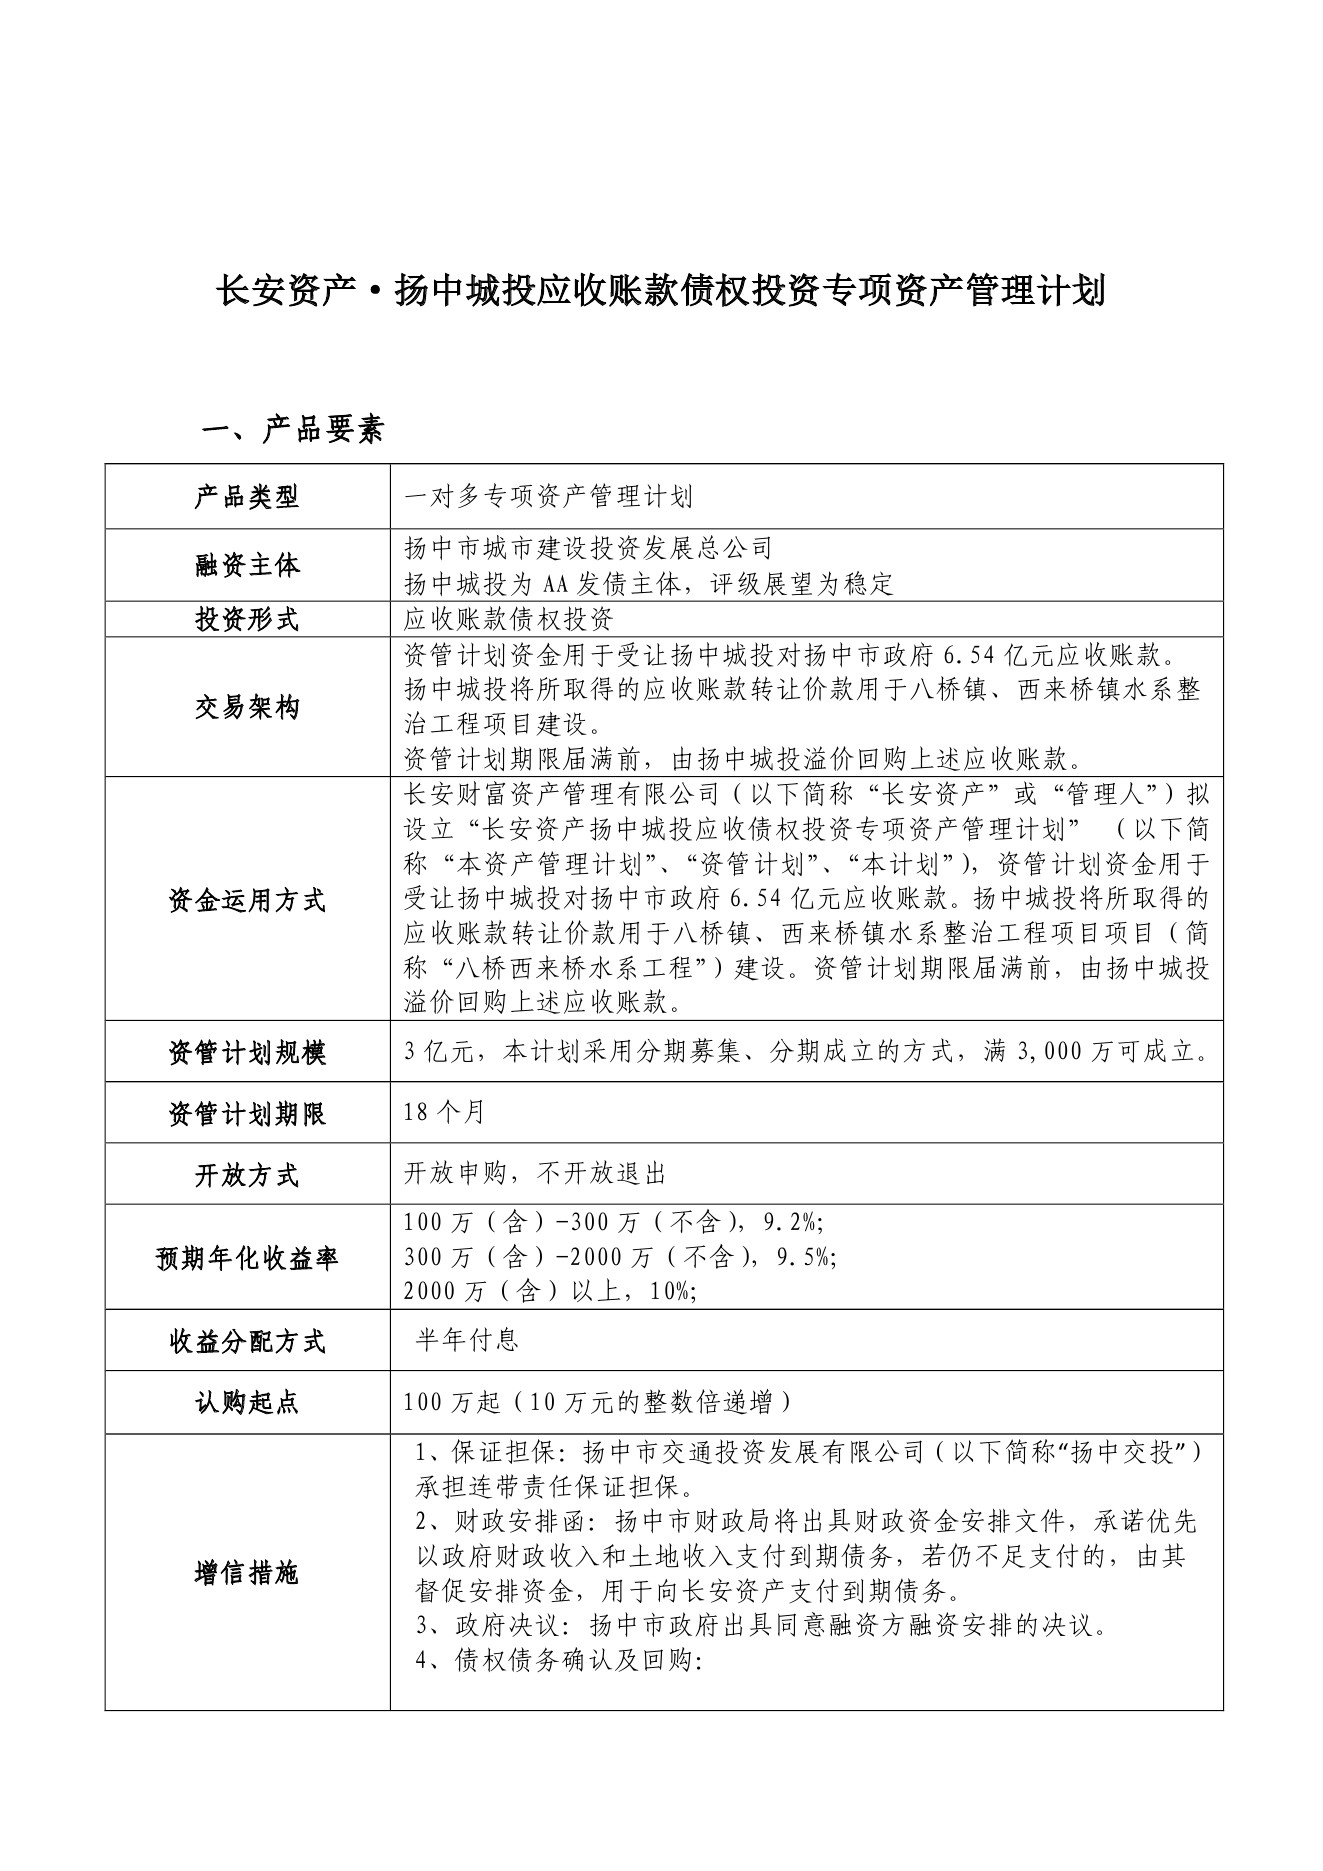 长安资产·扬中城投应收账款债权投资专项资产管理计划
一、产品要素
产品类型
一对多专项资产管理计划
融资主体
扬中市城市建设投资发展总公司
扬中城投为 AA 发债主体，评级展望为稳定
投资形式
应收账款债权投资
交易架构
资管计划资金用于受让扬中城投对扬中市政府 6.54 亿元应收账款。
扬中城投将所取得的应收账款转让价款用于八桥镇、西来桥镇水系整
治工程项目建设。
资管计划期限届满前，由扬中城投溢价回购上述应收账款。
资金运用方式
长安财富资产管理有限公司（以下简称“长安资产”或“管理人”）拟
设立“长安资产扬中城投应收债权投资专项资产管理计划” （以下简
称“本资产管理计划”、“资管计划”、“本计划”），资管计划资金用于
受让扬中城投对扬中市政府 6.54 亿元应收账款。扬中城投将所取得的
应收账款转让价款用于八桥镇、西来桥镇水系整治工程项目项目（简
称“八桥西来桥水系工程”）建设。资管计划期限届满前，由扬中城投
溢价回购上述应收账款。
资管计划规模
3 亿元，本计划采用分期募集、分期成立的方式，满 3,000 万可成立。
资管计划期限
18 个月
开放方式
开放申购，不开放退出
预期年化收益率
100 万（含）-300 万（不含），9.2%;
300 万（含）-2000 万（不含），9.5%;
2000 万（含）以上，10%;
收益分配方式
半年付息
认购起点
100 万起（10 万元的整数倍递增）
增信措施
1、保证担保：扬中市交通投资发展有限公司（以下简称“扬中交投”）
承担连带责任保证担保。
2、财政安排函：扬中市财政局将出具财政资金安排文件，承诺优先
以政府财政收入和土地收入支付到期债务，若仍不足支付的，由其
督促安排资金，用于向长安资产支付到期债务。
3、政府决议：扬中市政府出具同意融资方融资安排的决议。
4、债权债务确认及回购：